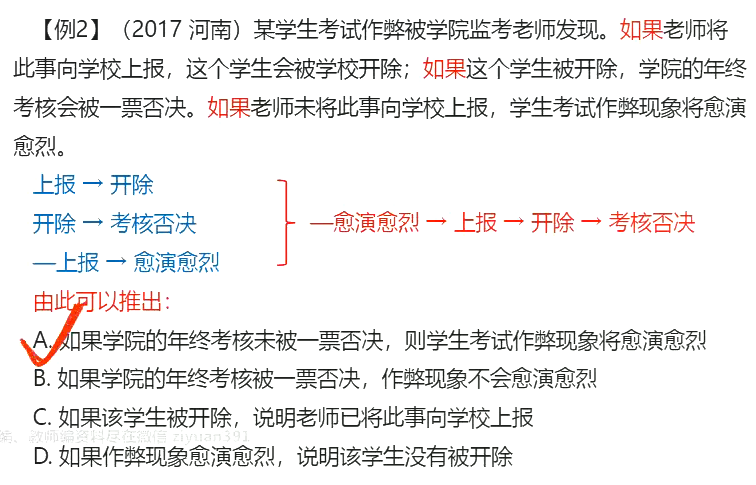 【例2】（2017 河南）某学生考试作弊被学院监考老师发现。如果老师将
此事向学校上报，这个学生会被学校开除；如果这个学生被开除，学院的年终
考核会被一票否决。如果老师未将此事向学校上报，学生考试作弊现象将愈演
愈烈。
上报 → 开除
开除 → 考核否决
—愈演愈烈 → 上报 → 开除 → 考核否决
—上报 → 愈演愈烈
由此可以推出：
A. 如果学院的年终考核未被一票否决，则学生考试作弊现象将愈演愈烈
B. 如果学院的年终考核被一票否决，作弊现象不会愈演愈烈
C. 如果该学生被开除，说明老师已将此事向学校上报
教师编资料尽在微信 ziyuan391
D. 如果作弊现象愈演愈烈，说明该学生没有被开除